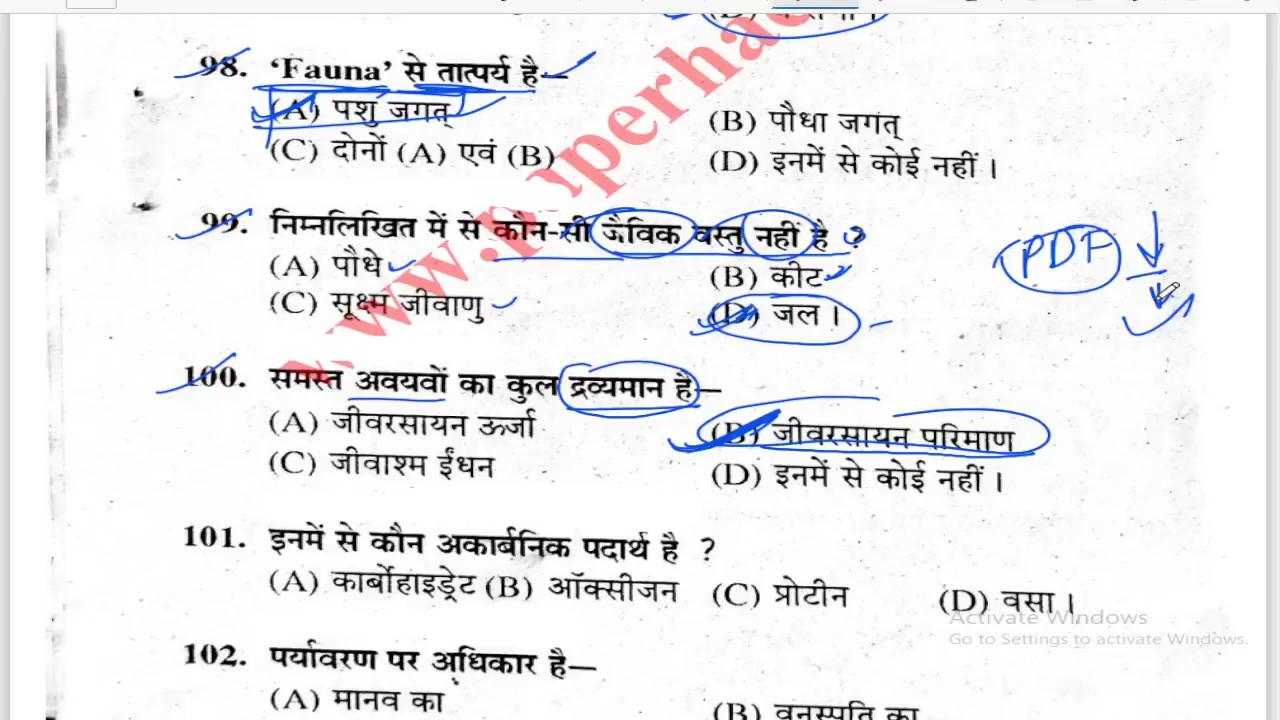 98. ‘Fauna’ से तात्पर्य है—
(A) पशु जगत् (B) पौधा जगत्
(C) दोनों (A) एवं (B) (D) इनमें से कोई नहीं ।
99. निम्नलिखित में से कौन-सी जैविक वस्तु नहीं है ?
(A) पौधे (B) कीट
(C) सूक्ष्म जीवाणु (D) जल ।
PDF
100. समस्त अवयवों का कुल द्रव्यमान है—
(A) जीवरसायन ऊर्जा (B) जीवरसायन परिमाण
(C) जीवाश्म ईंधन (D) इनमें से कोई नहीं ।
101. इनमें से कौन अकार्बनिक पदार्थ है ?
(A) कार्बोहाइड्रेट (B) ऑक्सीजन (C) प्रोटीन (D) वसा ।
Activate Windows
Go to Settings to activate Windows.
102. पर्यावरण पर अधिकार है—
(A) मानव का (B) वनस्पति का